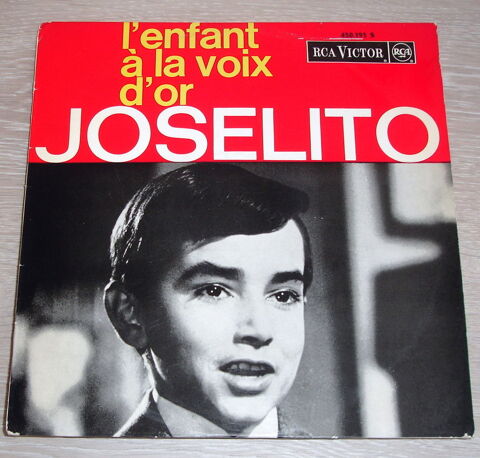 l'enfant
à la voix
d'or
RCA VICTOR
RCA
JOSELITO